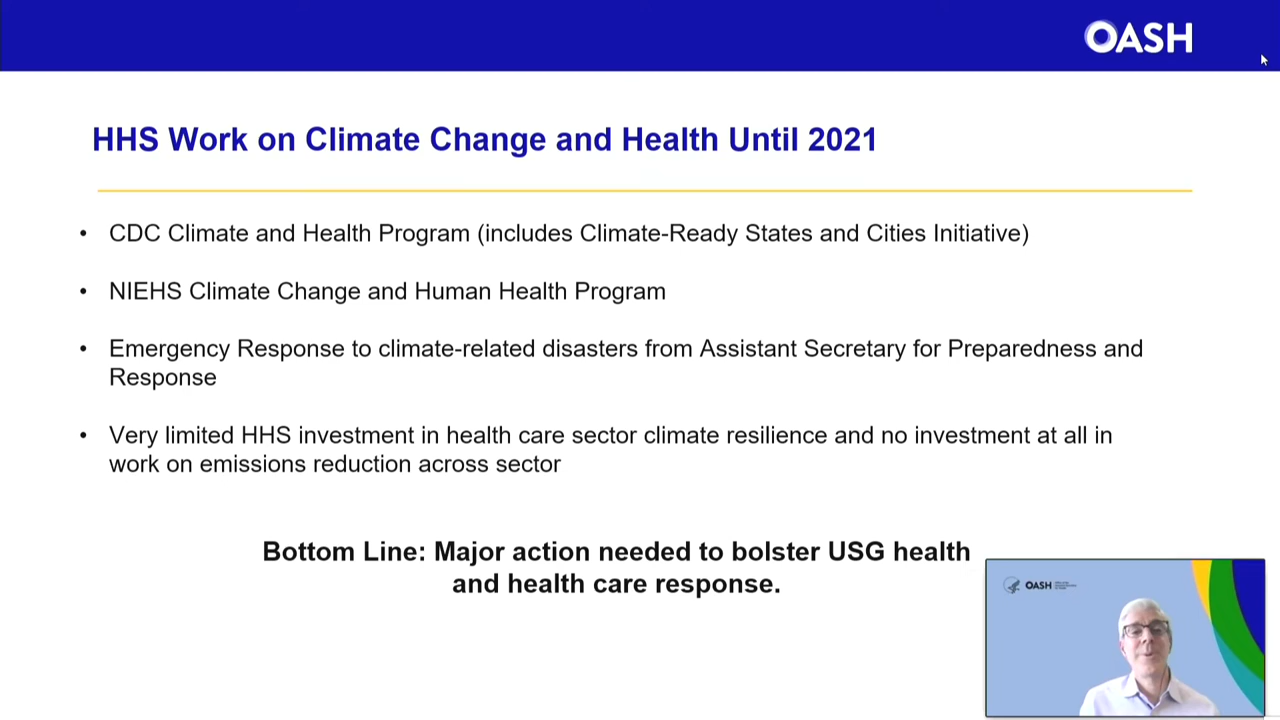 OASH
HHS Work on Climate Change and Health Until 2021
• CDC Climate and Health Program (includes Climate-Ready States and Cities Initiative)
• NIEHS Climate Change and Human Health Program
• Emergency Response to climate-related disasters from Assistant Secretary for Preparedness and
Response
• Very limited HHS investment in health care sector climate resilience and no investment at all in
work on emissions reduction across sector
Bottom Line: Major action needed to bolster USG health
and health care response.
OASH